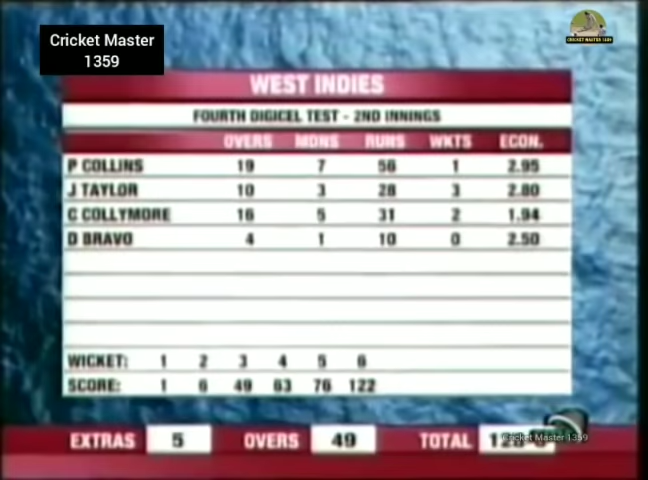 Cricket Master
1359
CRICKET MASTER 1359
WEST INDIES
FOURTH DIGICEL TEST - 2ND INNINGS
OVERS MDNS RUNS WKTS ECON.
P COLLINS 19 7 56 1 2.95
J TAYLOR 10 3 28 3 2.80
C COLLYMORE 16 5 31 2 1.94
D BRAVO 4 1 10 0 2.50
WICKET: 1 2 3 4 5 6
SCORE: 1 6 49 63 76 122
EXTRAS 5 OVERS 49 TOTAL
Cricket Master 1359